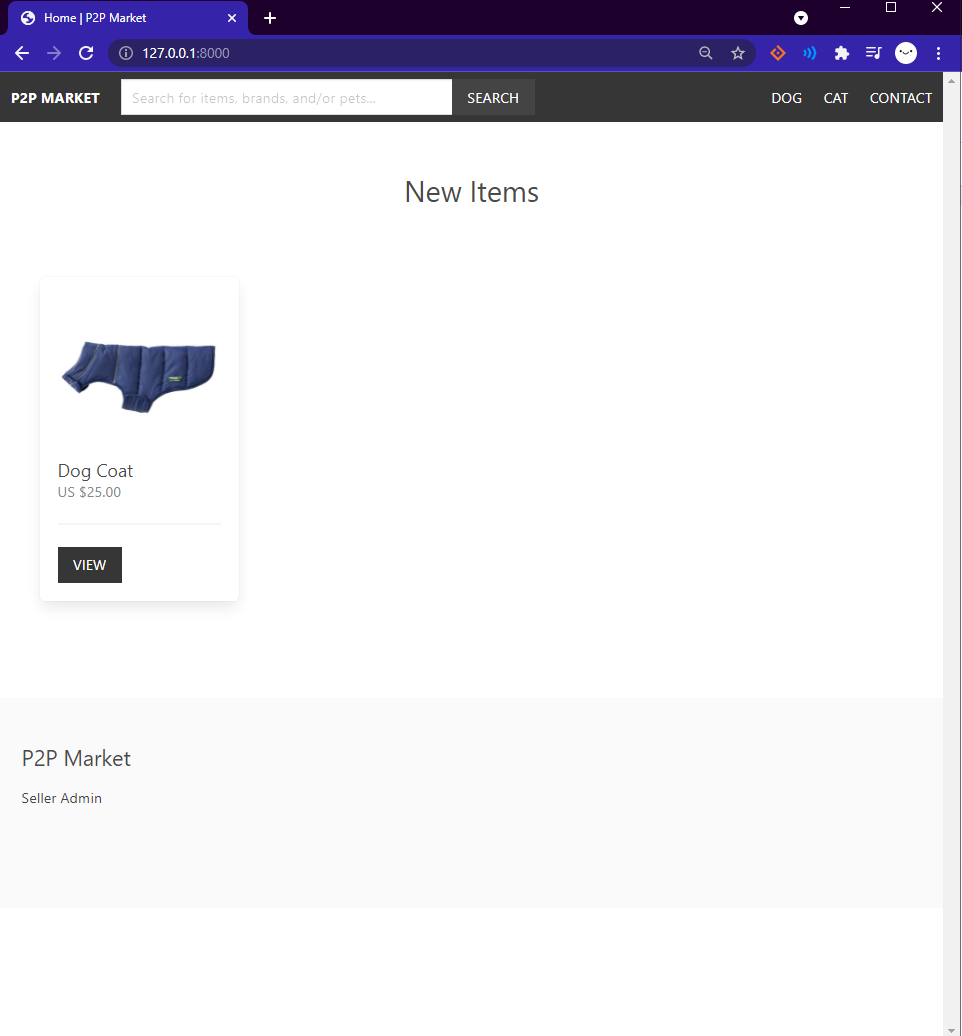 Home | P2P Market
127.0.0.1:8000
P2P MARKET Search for items, brands, and/or pets... SEARCH DOG CAT CONTACT
New Items
Dog Coat
US $25.00
VIEW
P2P Market
Seller Admin